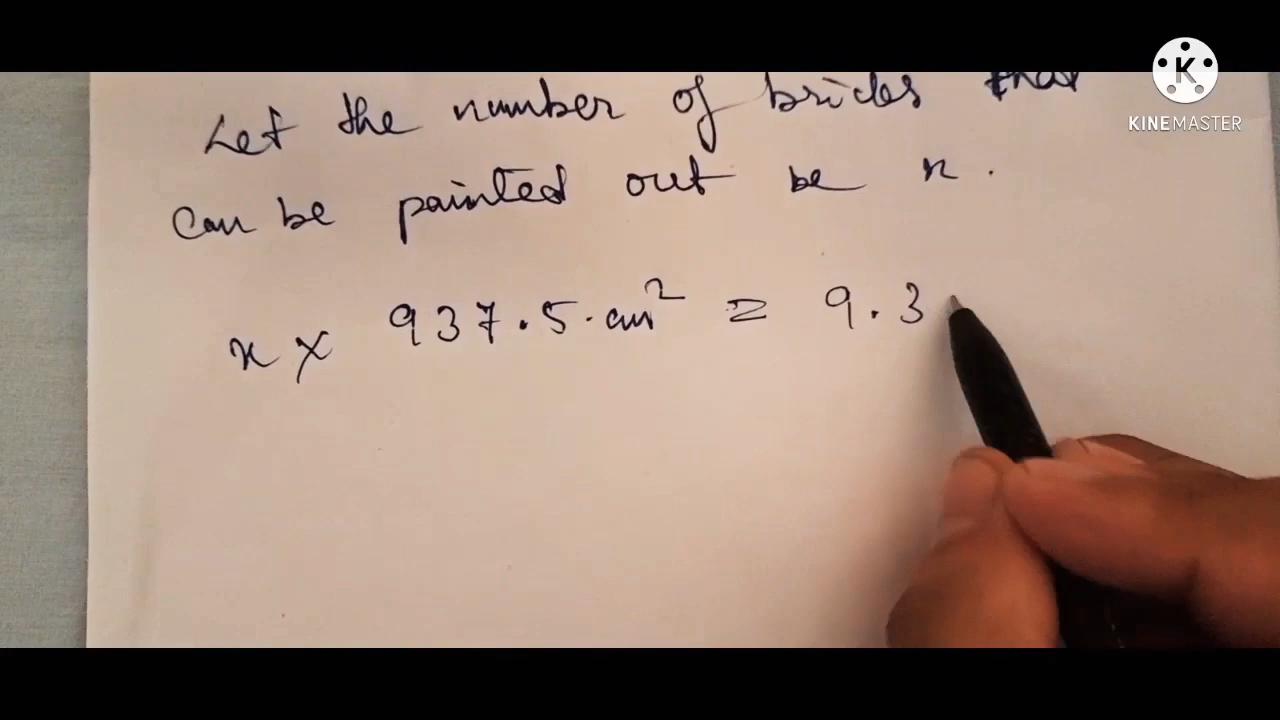 KINEMASTER
Let the number of bricks that
can be painted out be x.
x × 937.5 cm² = 9.3